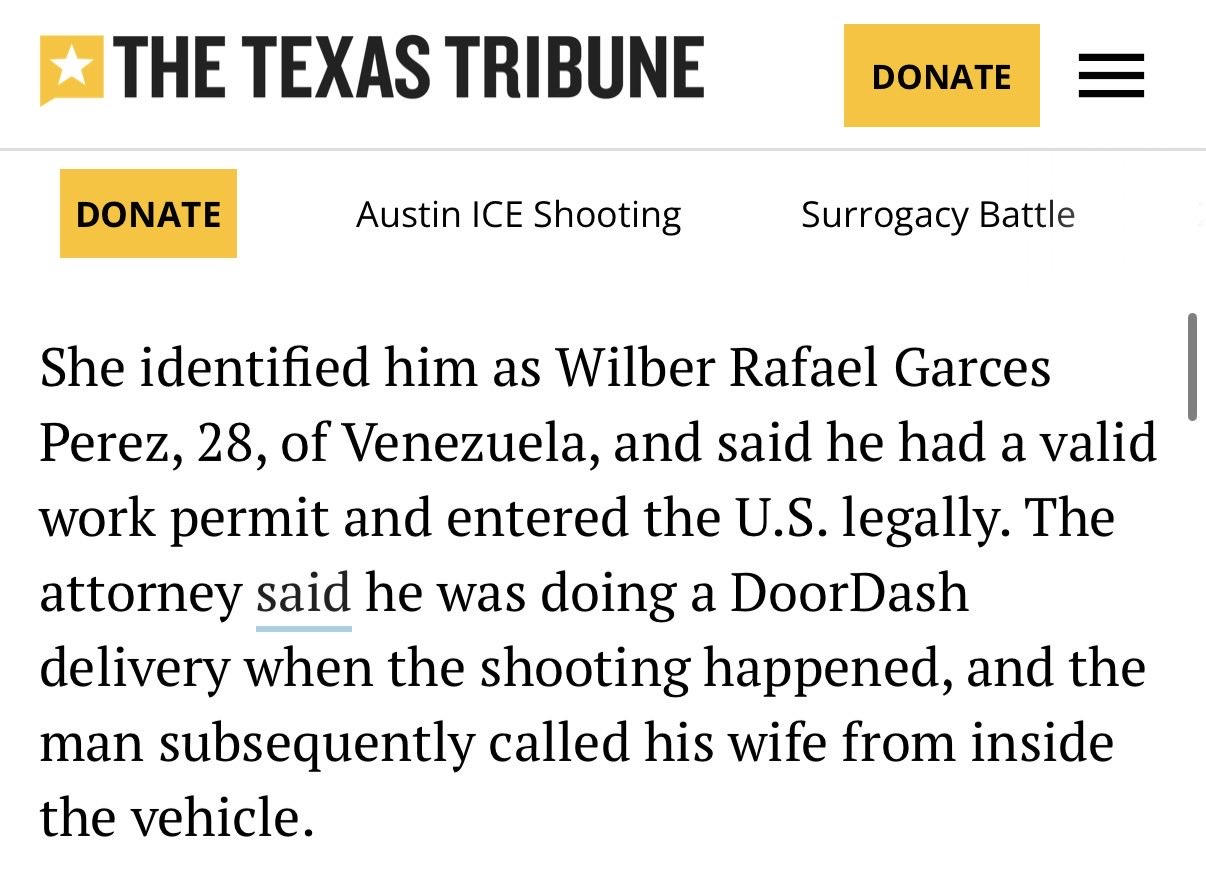 THE TEXAS TRIBUNE
DONATE
DONATE
Austin ICE Shooting
Surrogacy Battle
She identified him as Wilber Rafael Garces
Perez, 28, of Venezuela, and said he had a valid
work permit and entered the U.S. legally. The
attorney said he was doing a DoorDash
delivery when the shooting happened, and the
man subsequently called his wife from inside
the vehicle.